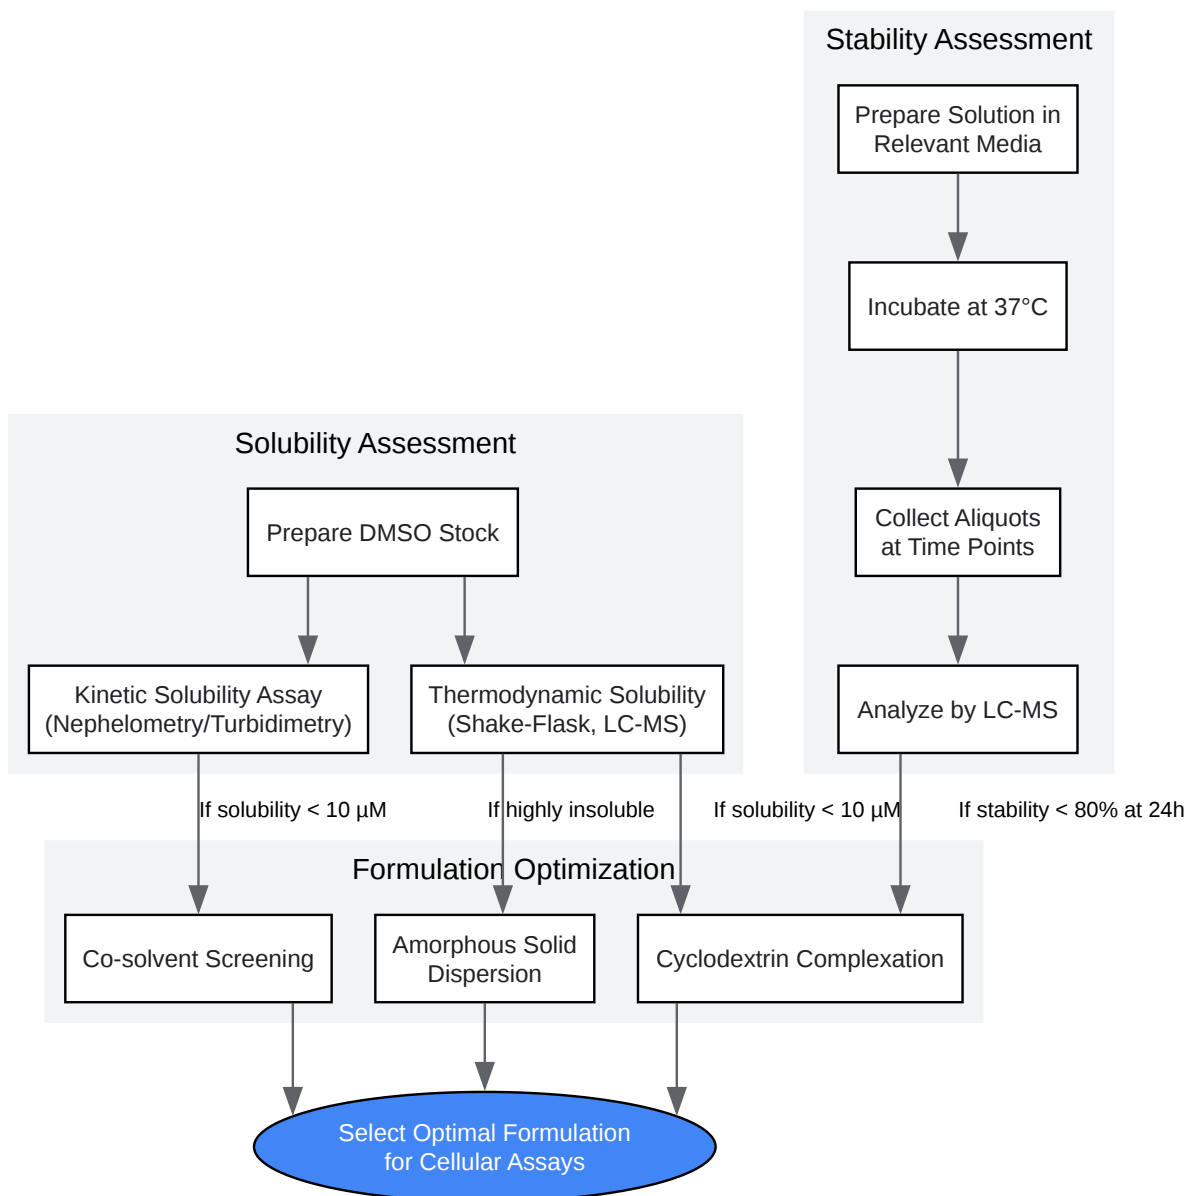 Stability Assessment
Prepare Solution in
Relevant Media
Incubate at 37°C
Collect Aliquots
at Time Points
Analyze by LC-MS
Solubility Assessment
Prepare DMSO Stock
Kinetic Solubility Assay
(Nephelometry/Turbidimetry)
Thermodynamic Solubility
(Shake-Flask, LC-MS)
If solubility < 10 µM
If highly insoluble
If solubility < 10 µM
If stability < 80% at 24h
Formulation Optimization
Co-solvent Screening
Amorphous Solid
Dispersion
Cyclodextrin Complexation
Select Optimal Formulation
for Cellular Assays